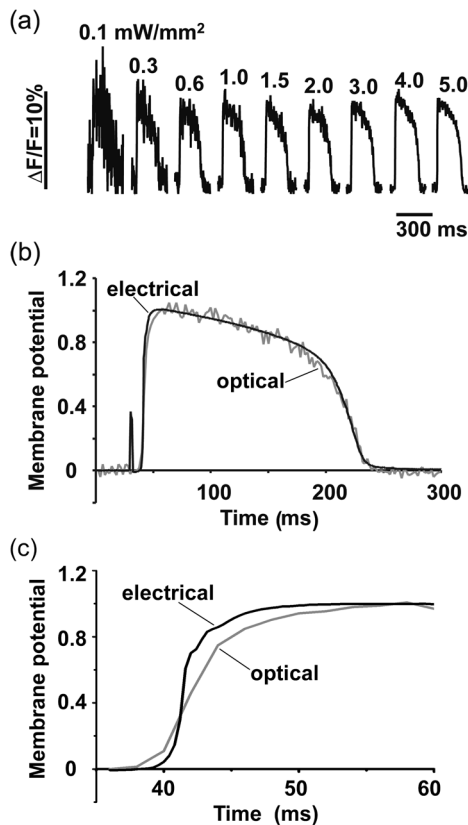 (a)
0.1 mW/mm²
0.3 0.6 1.0 1.5 2.0 3.0 4.0 5.0
ΔF/F=10%
300 ms
(b)
Membrane potential
1.2
0.8
0.4
0
electrical
optical
100 200 300
Time (ms)
(c)
Membrane potential
1.2
0.8
0.4
0
electrical
optical
40 50 60
Time (ms)